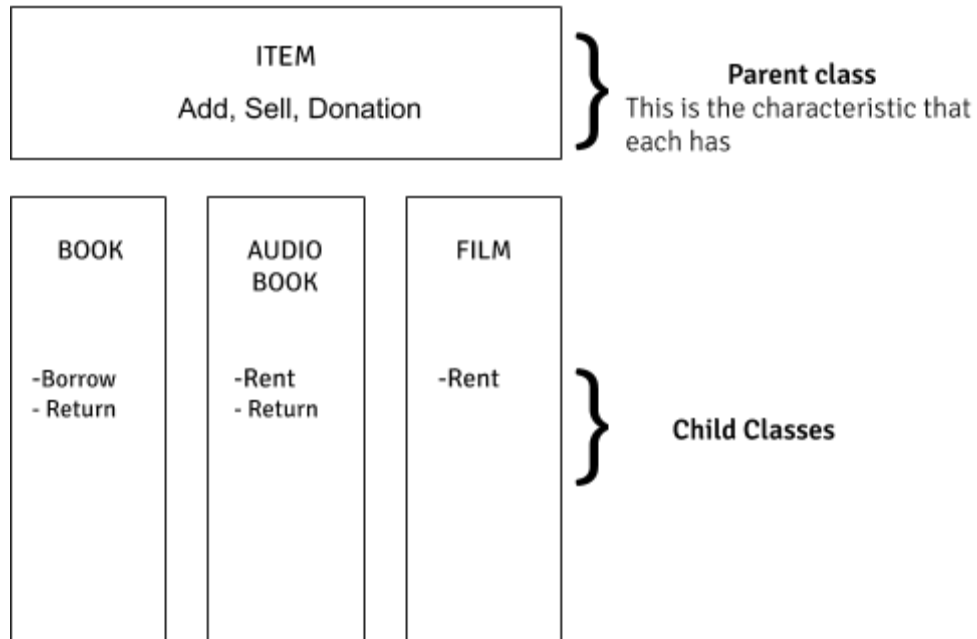 ITEM
Add, Sell, Donation
Parent class
This is the characteristic that
each has
BOOK
-Borrow
- Return
AUDIO
BOOK
-Rent
- Return
FILM
-Rent
Child Classes